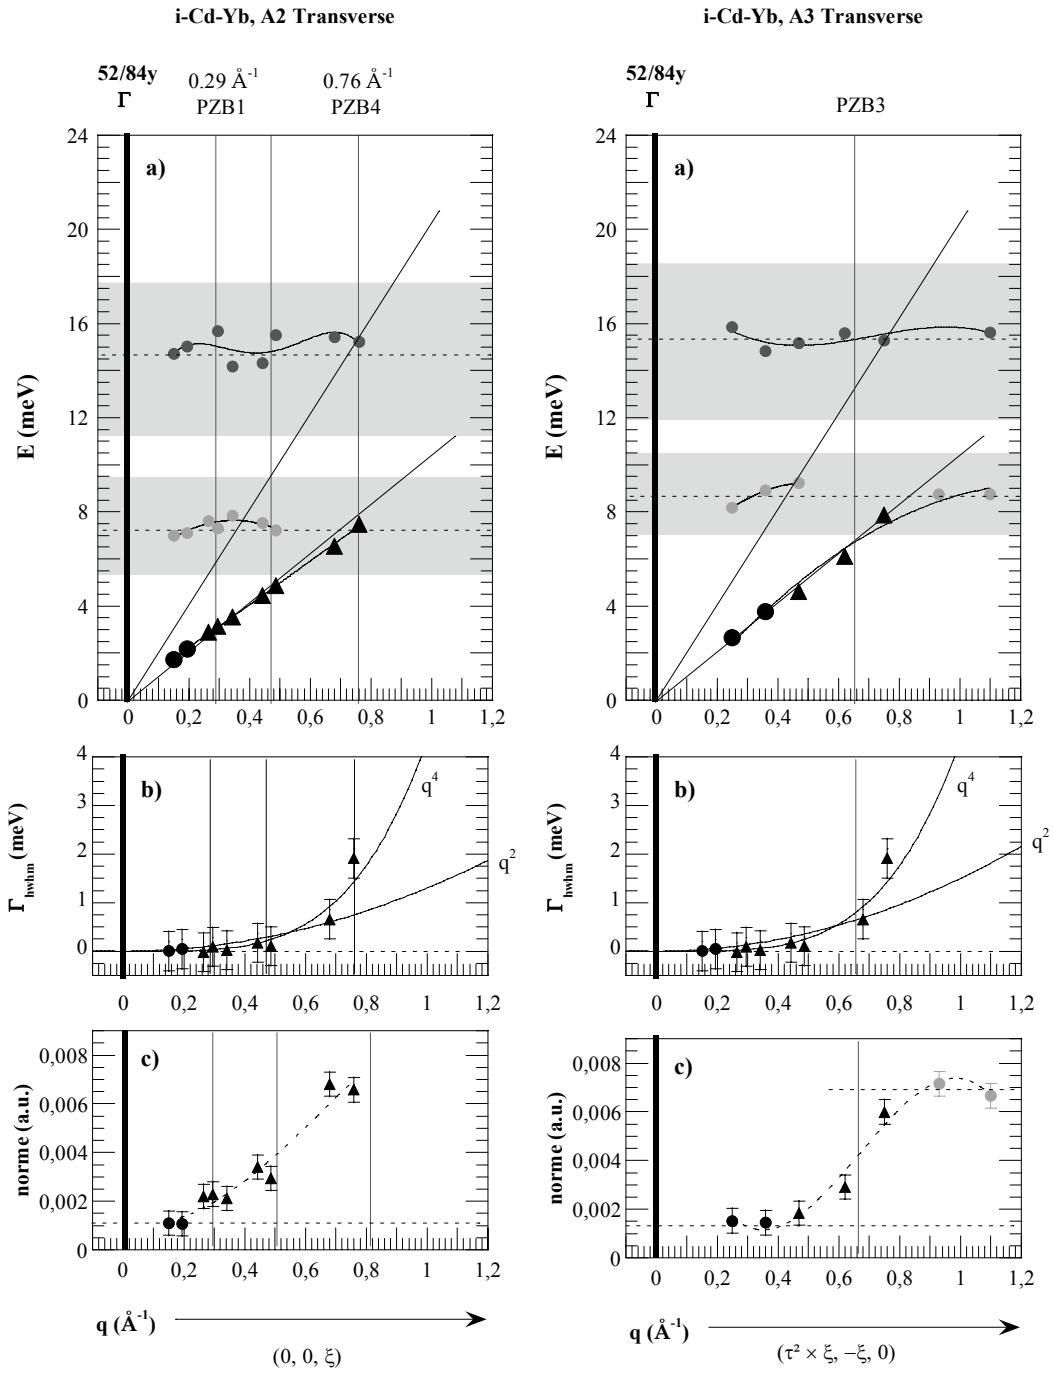 i-Cd-Yb, A2 Transverse
52/84y
Γ
0.29 Å⁻¹
PZB1
0.76 Å⁻¹
PZB4
a)
E (meV)
24
20
16
12
8
4
0
0 0,2 0,4 0,6 0,8 1 1,2
b)
q⁴
q²
Γhwhm (meV)
4
3
2
1
0
0 0,2 0,4 0,6 0,8 1 1,2
c)
norme (a.u.)
0,008
0,006
0,004
0,002
0
0 0,2 0,4 0,6 0,8 1 1,2
q (Å⁻¹)
(0, 0, ξ)
i-Cd-Yb, A3 Transverse
52/84y
Γ
PZB3
a)
E (meV)
24
20
16
12
8
4
0
0 0,2 0,4 0,6 0,8 1 1,2
b)
q⁴
q²
Γhwhm (meV)
4
3
2
1
0
0 0,2 0,4 0,6 0,8 1 1,2
c)
norme (a.u.)
0,008
0,006
0,004
0,002
0
0 0,2 0,4 0,6 0,8 1 1,2
q (Å⁻¹)
(τ² × ξ, −ξ, 0)